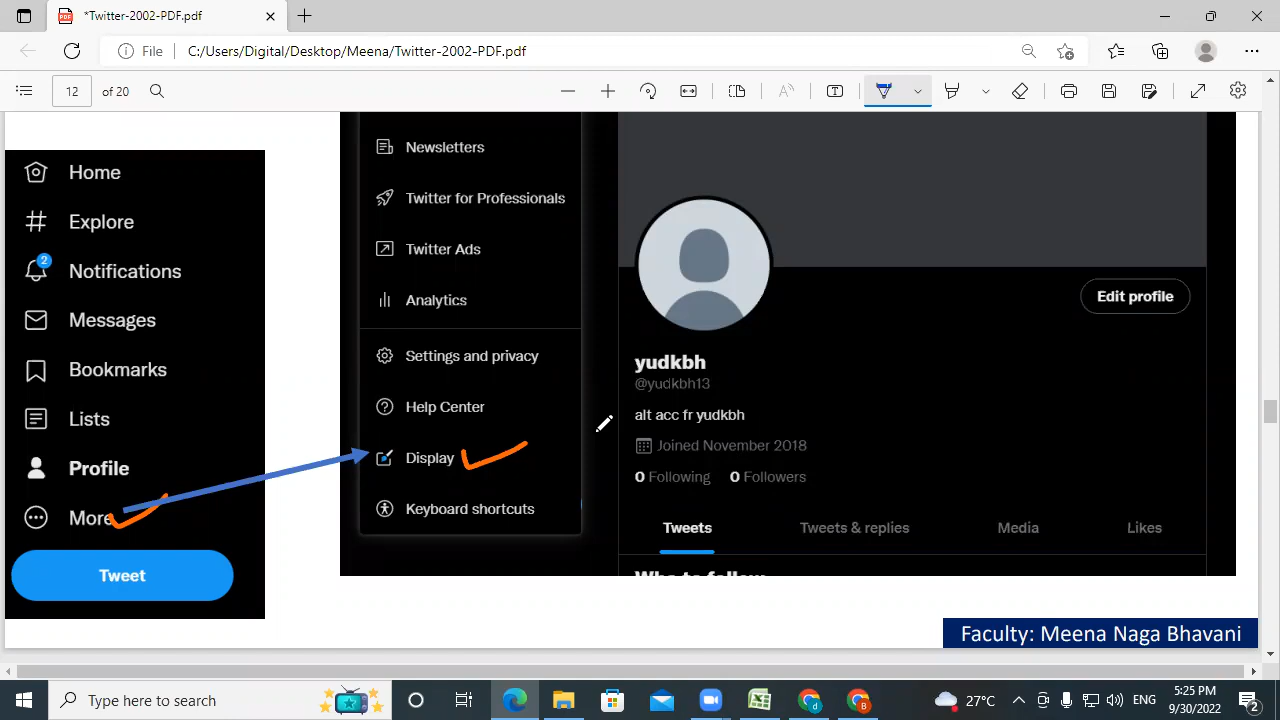 *Twitter-2002-PDF.pdf
File
C:/Users/Digital/Desktop/Meena/Twitter-2002-PDF.pdf
12 of 20
Home
Explore
2
Notifications
Messages
Bookmarks
Lists
Profile
More
Tweet
Newsletters
Twitter for Professionals
Twitter Ads
Analytics
Settings and privacy
Help Center
Display
Keyboard shortcuts
Edit profile
yudkbh
@yudkbh13
alt acc fr yudkbh
Joined November 2018
0 Following 0 Followers
Tweets Tweets & replies Media Likes
Who to follow
Faculty: Meena Naga Bhavani
Type here to search
27°C
ENG
5:25 PM
9/30/2022
2